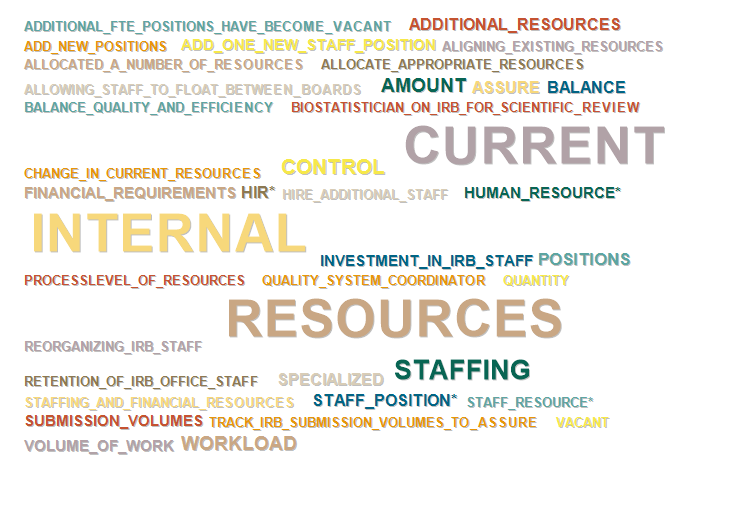 ADDITIONAL_FTE_POSITIONS_HAVE_BECOME_VACANT ADDITIONAL_RESOURCES
ADD_NEW_POSITIONS ADD_ONE_NEW_STAFF_POSITION ALIGNING_EXISTING_RESOURCES
ALLOCATED_A_NUMBER_OF_RESOURCES ALLOCATE_APPROPRIATE_RESOURCES
ALLOWING_STAFF_TO_FLOAT_BETWEEN_BOARDS AMOUNT ASSURE BALANCE
BALANCE_QUALITY_AND_EFFICIENCY BIOSTATISTICIAN_ON_IRB_FOR_SCIENTIFIC_REVIEW
CHANGE_IN_CURRENT_RESOURCES CONTROL CURRENT
FINANCIAL_REQUIREMENTS HIR* HIRE_ADDITIONAL_STAFF HUMAN_RESOURCE*
INTERNAL INVESTMENT_IN_IRB_STAFF POSITIONS
PROCESSLEVEL_OF_RESOURCES QUALITY_SYSTEM_COORDINATOR QUANTITY
REORGANIZING_IRB_STAFF RESOURCES
RETENTION_OF_IRB_OFFICE_STAFF SPECIALIZED STAFFING
STAFFING_AND_FINANCIAL_RESOURCES STAFF_POSITION* STAFF_RESOURCE*
SUBMISSION_VOLUMES TRACK_IRB_SUBMISSION_VOLUMES_TO_ASSURE VACANT
VOLUME_OF_WORK WORKLOAD